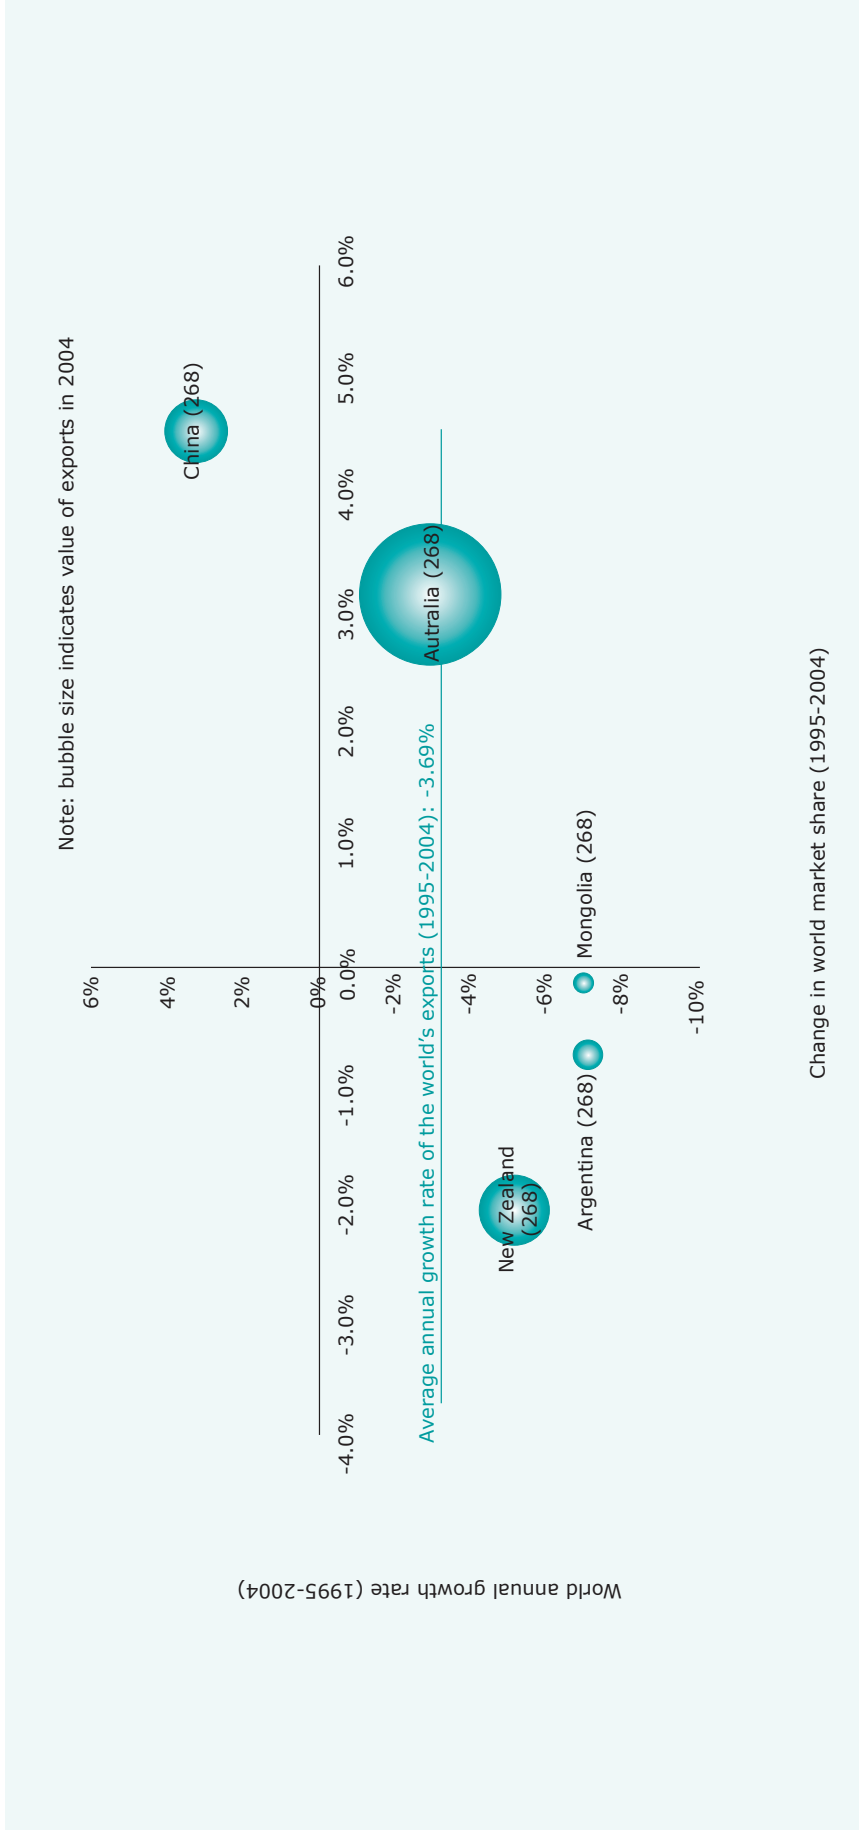 Note: bubble size indicates value of exports in 2004
World annual growth rate (1995-2004)
6%
4%
2%
0%
-2%
-4%
-6%
-8%
-10%
-4.0%
-3.0%
-2.0%
-1.0%
0.0%
1.0%
2.0%
3.0%
4.0%
5.0%
6.0%
China (268)
Autralia (268)
Average annual growth rate of the world's exports (1995-2004): -3.69%
New Zealand
(268)
Argentina (268)
Mongolia (268)
Change in world market share (1995-2004)